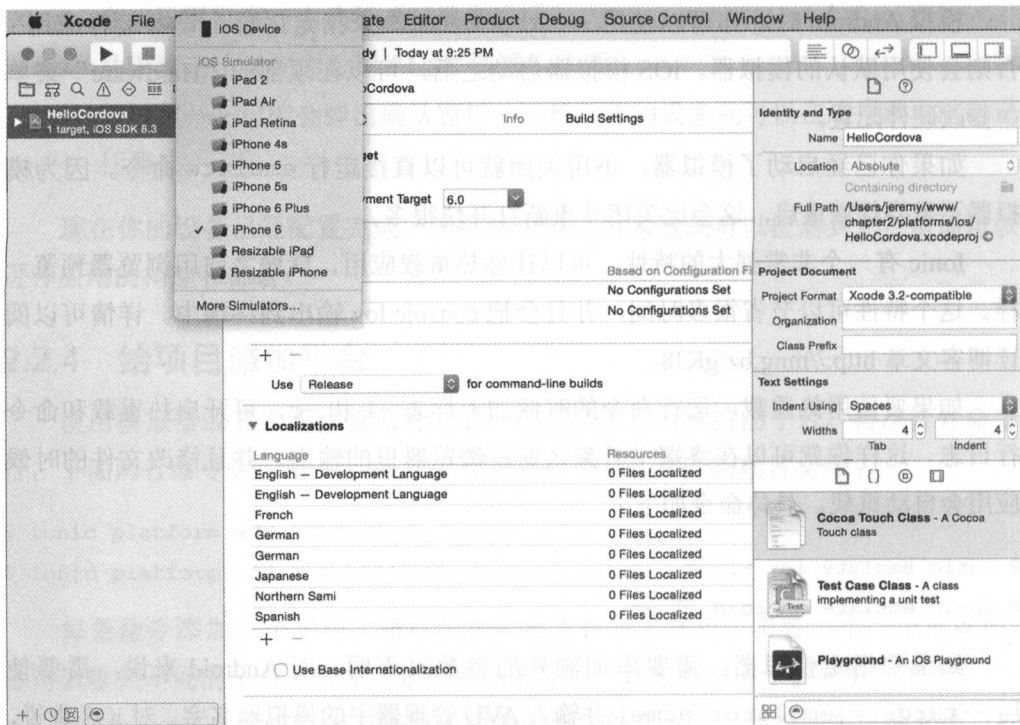 Xcode File
ate Editor Product Debug Source Control Window Help
iOS Device
iOS Simulator
iPad 2
iPad Air
iPad Retina
iPhone 4s
iPhone 5
iPhone 5s
iPhone 6 Plus
✓ iPhone 6
Resizable iPad
Resizable iPhone
More Simulators...
dy | Today at 9:25 PM
HelloCordova
1 target, iOS SDK 8.3
oCordova
Info Build Settings
get
ment Target 6.0
Based on Configuration Fi
No Configurations Set
No Configurations Set
+ −
Use Release for command-line builds
▼ Localizations
Language Resources
English — Development Language 0 Files Localized
English — Development Language 0 Files Localized
French 0 Files Localized
German 0 Files Localized
German 0 Files Localized
Japanese 0 Files Localized
Northern Sami 0 Files Localized
Spanish 0 Files Localized
+ −
Use Base Internationalization
Identity and Type
Name HelloCordova
Location Absolute
Containing directory
Full Path /Users/jeremy/www/
chapter2/platforms/ios/
HelloCordova.xcodeproj
Project Document
Project Format Xcode 3.2-compatible
Organization
Class Prefix
Text Settings
Indent Using Spaces
Widths 4 4
Tab Indent
{}
Cocoa Touch Class - A Cocoa
Touch class
Test Case Class - A class
implementing a unit test
Test
Playground - An iOS Playground